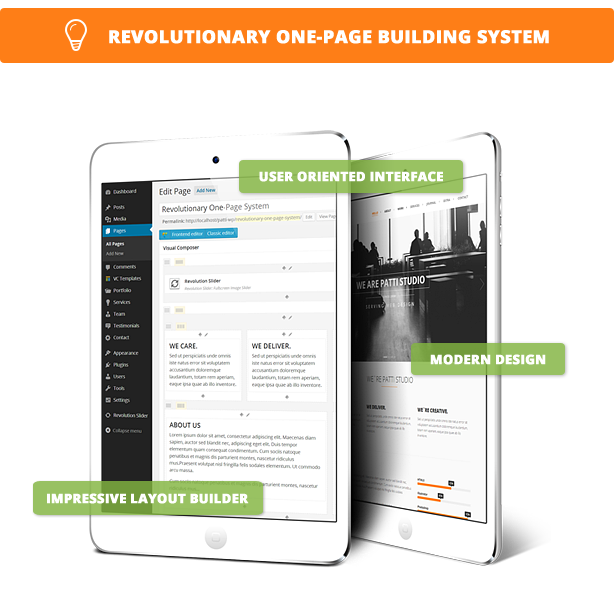 REVOLUTIONARY ONE-PAGE BUILDING SYSTEM
USER ORIENTED INTERFACE
Dashboard
Posts
Media
Pages
All Pages
Add New
Comments
VC Templates
Portfolio
Services
Team
Testimonials
Contact
Appearance
Plugins
Users
Tools
Settings
Revolution Slider
Collapse menu
Edit Page Add New
Revolutionary One-Page System
Permalink: http://localhost/patti-wp/revolutionary-one-page-system/ Edit View Page
Frontend editor Classic editor
Visual Composer
Revolution Slider
Revolution Slider: Fullscreen Image Slider
WE CARE.
Sed ut perspiciatis unde omnis
iste natus error sit voluptatem
accusantium doloremque
laudantium, totam rem aperiam,
eaque ipsa quae ab illo inventore.
WE DELIVER.
Sed ut perspiciatis unde omnis
iste natus error sit voluptatem
accusantium doloremque
laudantium, totam rem aperiam,
eaque ipsa quae ab illo inventore.
ABOUT US
Lorem ipsum dolor sit amet, consectetur adipiscing elit. Maecenas diam
sapien, auctor sed blandit nec, adipiscing eget elit. Duis tempor
elementum quam consequat condimentum. Cum sociis natoque
penatibus et magnis dis parturient montes, nascetur ridiculus
mus.Praesent volutpat nisl fringilla felis sodales elementum. Ut commodo
arcu massa.
WE ARE PATTI STUDIO
MODERN DESIGN
WE`RE PATTI STUDIO
WE DELIVER.
WE`RE CREATIVE.
IMPRESSIVE LAYOUT BUILDER